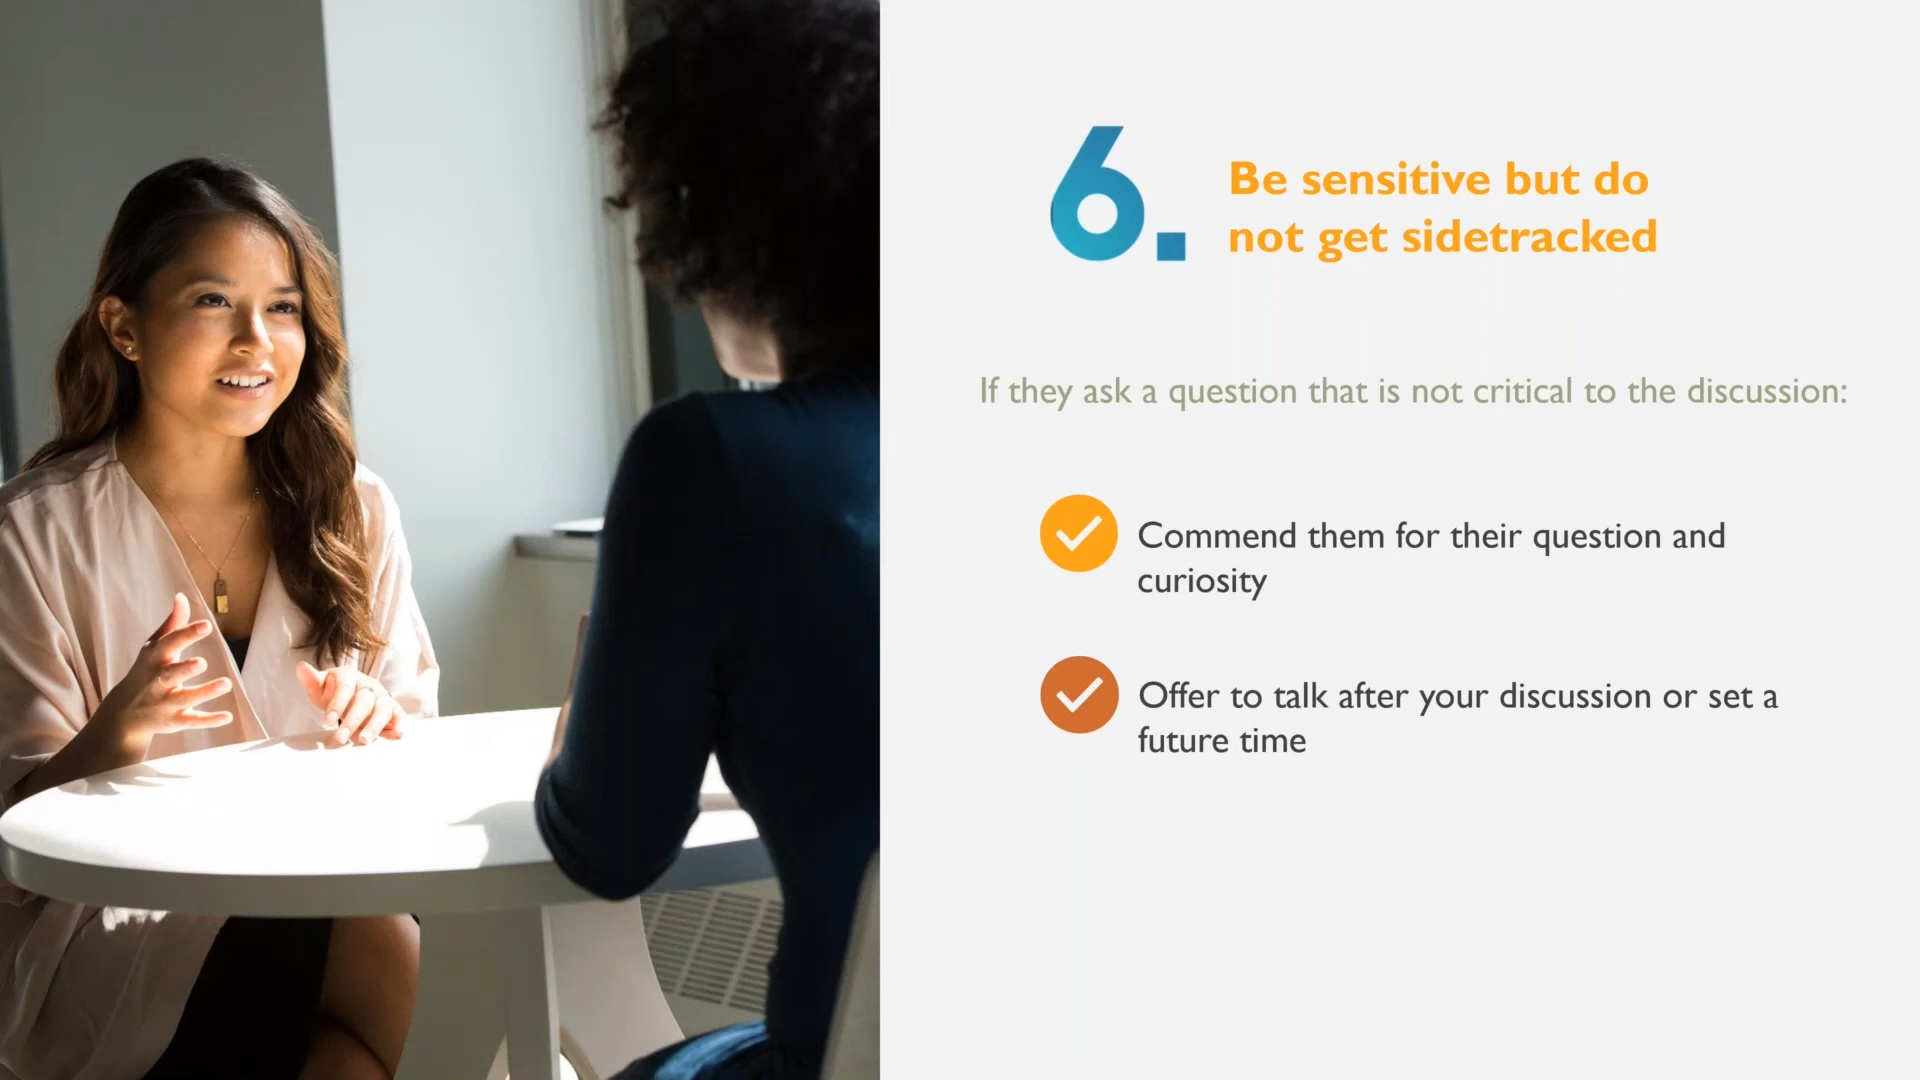 6.
Be sensitive but do
not get sidetracked
If they ask a question that is not critical to the discussion:
Commend them for their question and
curiosity
Offer to talk after your discussion or set a
future time